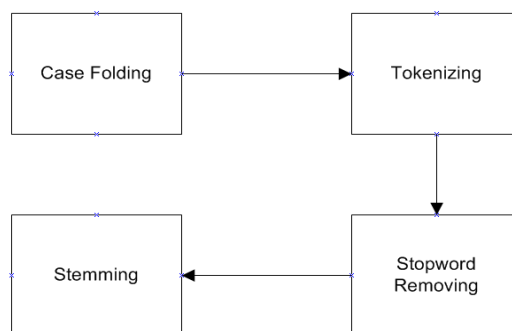 Case Folding
Tokenizing
Stopword
Removing
Stemming